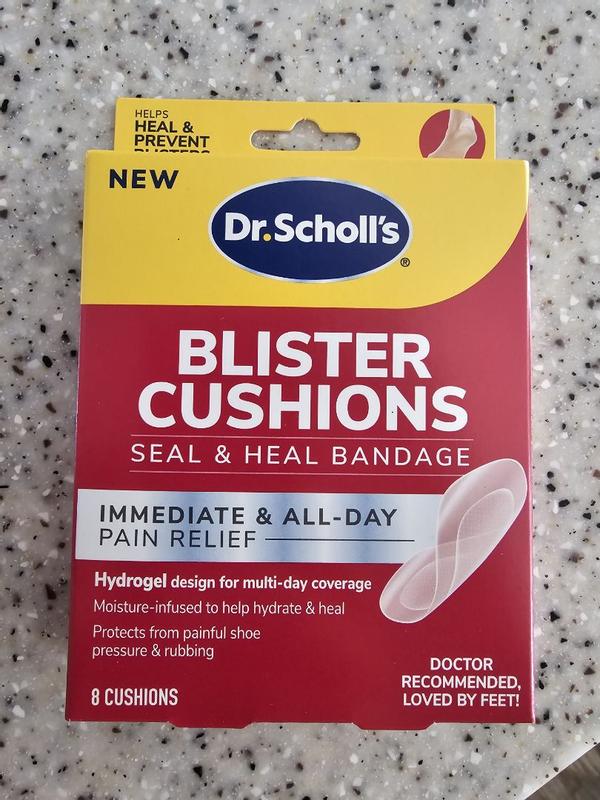 HELPS
HEAL &
PREVENT
BLISTERS
NEW
Dr.Scholl's
®
BLISTER
CUSHIONS
SEAL & HEAL BANDAGE
IMMEDIATE & ALL-DAY
PAIN RELIEF
Hydrogel design for multi-day coverage
Moisture-infused to help hydrate & heal
Protects from painful shoe
pressure & rubbing
8 CUSHIONS
DOCTOR
RECOMMENDED,
LOVED BY FEET!